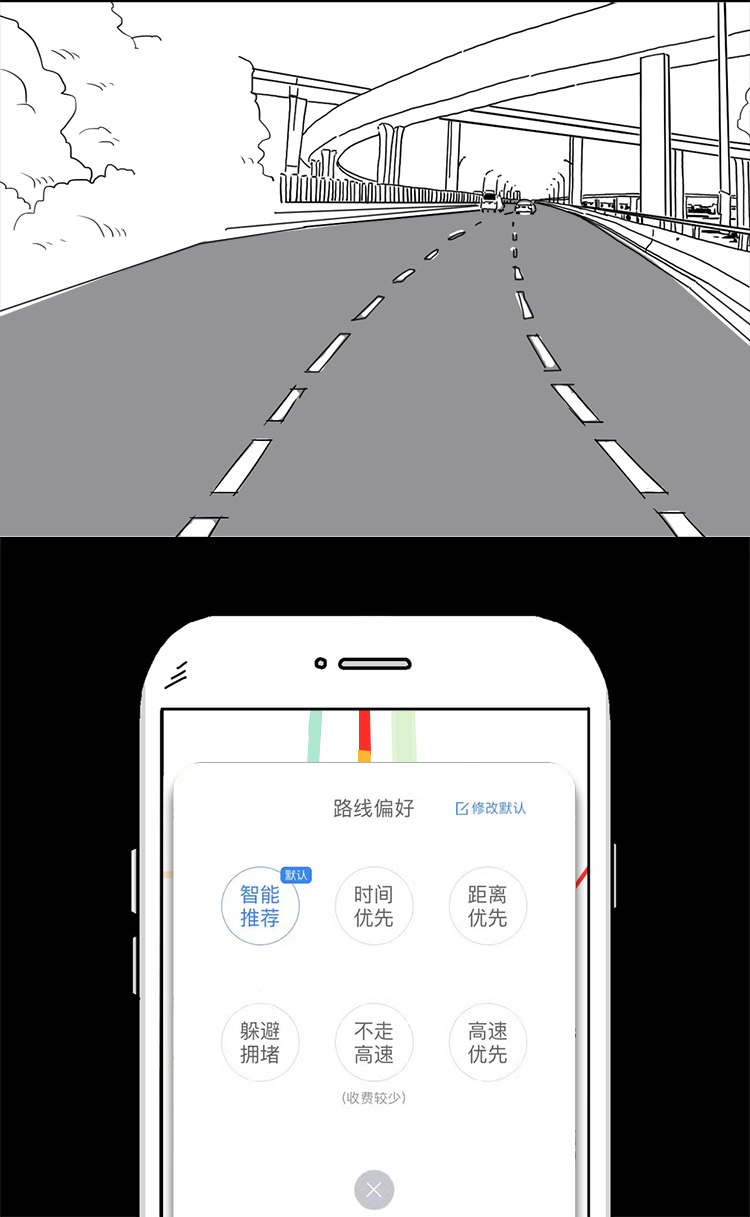 路线偏好
修改默认
默认
智能
推荐
时间
优先
距离
优先
躲避
拥堵
不走
高速
高速
优先
(收费较少)